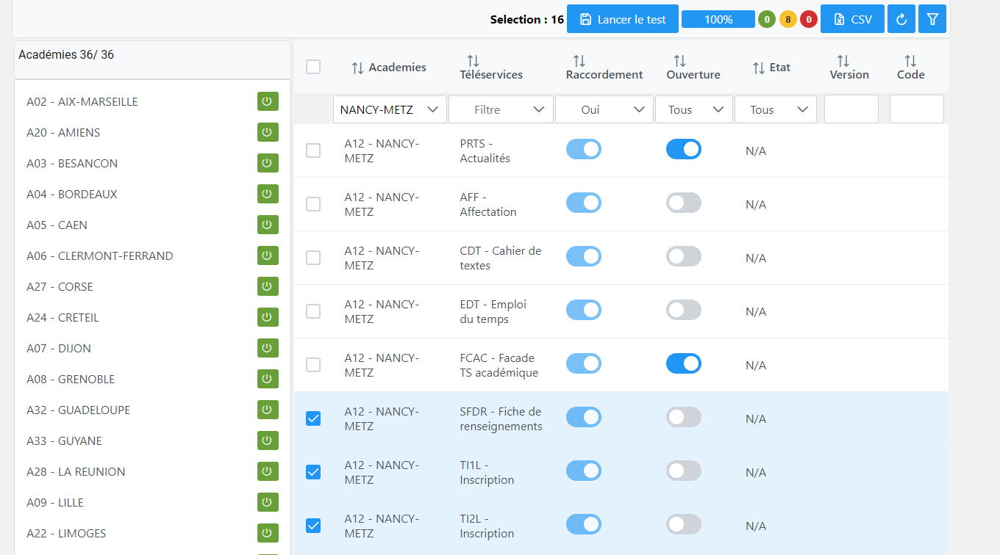 Selection : 16 Lancer le test 100% 0 8 0 CSV
Académies 36/ 36
A02 - AIX-MARSEILLE
A20 - AMIENS
A03 - BESANCON
A04 - BORDEAUX
A05 - CAEN
A06 - CLERMONT-FERRAND
A27 - CORSE
A24 - CRETEIL
A07 - DIJON
A08 - GRENOBLE
A32 - GUADELOUPE
A33 - GUYANE
A28 - LA REUNION
A09 - LILLE
A22 - LIMOGES
Academies Téléservices Raccordement Ouverture Etat Version Code
NANCY-METZ Filtre Oui Tous Tous
A12 - NANCY-
METZ
PRTS -
Actualités
N/A
A12 - NANCY-
METZ
AFF -
Affectation
N/A
A12 - NANCY-
METZ
CDT - Cahier de
textes
N/A
A12 - NANCY-
METZ
EDT - Emploi
du temps
N/A
A12 - NANCY-
METZ
FCAC - Facade
TS académique
N/A
A12 - NANCY-
METZ
SFDR - Fiche de
renseignements
N/A
A12 - NANCY-
METZ
TI1L -
Inscription
N/A
A12 - NANCY-
METZ
TI2L -
Inscription
N/A